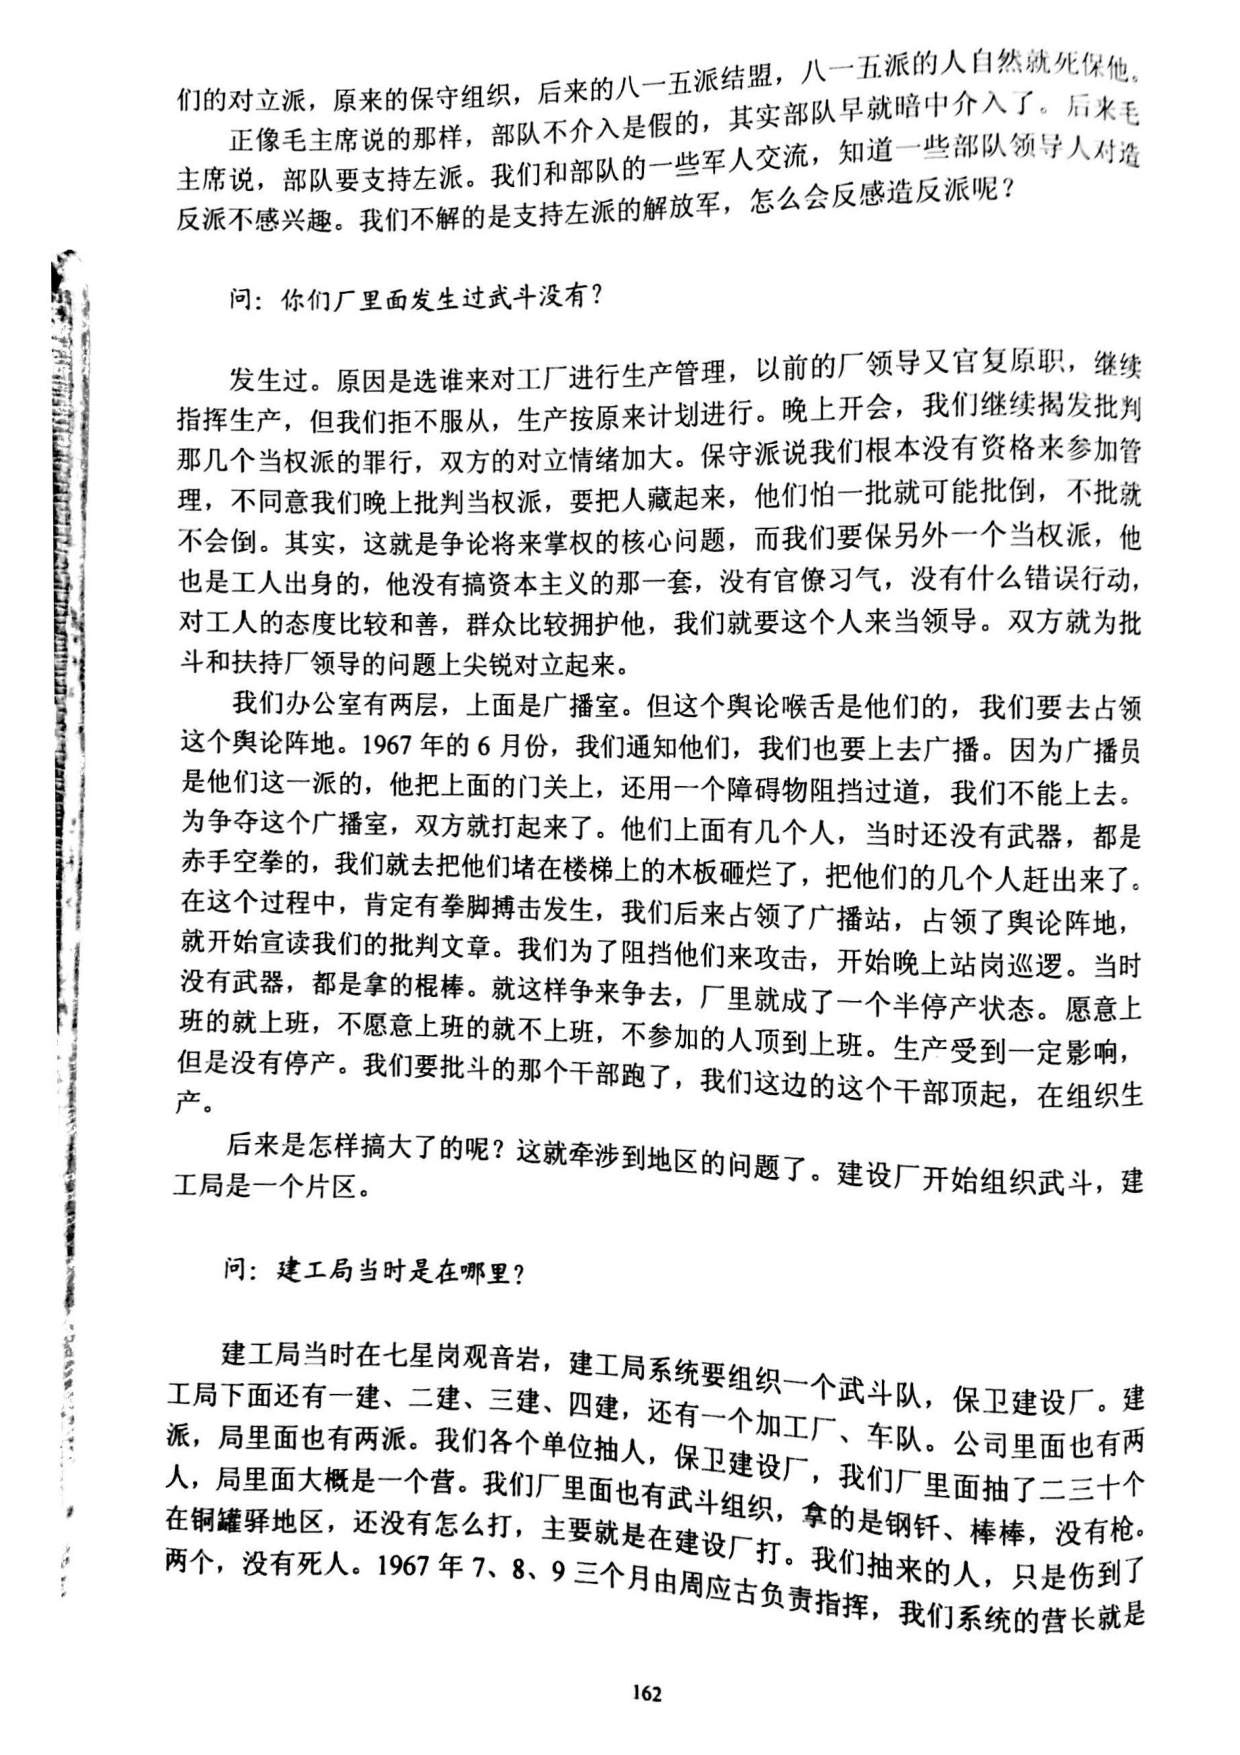 们的对立派，原来的保守组织，后来的八一五派结盟，八一五派的人自然就死保他。
正像毛主席说的那样，部队不介入是假的，其实部队早就暗中介入了。后来毛
主席说，部队要支持左派。我们和部队的一些军人交流，知道一些部队领导人对造
反派不感兴趣。我们不解的是支持左派的解放军，怎么会反感造反派呢？
问：你们厂里面发生过武斗没有？
发生过。原因是选谁来对工厂进行生产管理，以前的厂领导又官复原职，继续
指挥生产，但我们拒不服从，生产按原来计划进行。晚上开会，我们继续揭发批判
那几个当权派的罪行，双方的对立情绪加大。保守派说我们根本没有资格来参加管
理，不同意我们晚上批判当权派，要把人藏起来，他们怕一批就可能批倒，不批就
不会倒。其实，这就是争论将来掌权的核心问题，而我们要保另外一个当权派，他
也是工人出身的，他没有搞资本主义的那一套，没有官僚习气，没有什么错误行动，
对工人的态度比较和善，群众比较拥护他，我们就要这个人来当领导。双方就为批
斗和扶持厂领导的问题上尖锐对立起来。
我们办公室有两层，上面是广播室。但这个舆论喉舌是他们的，我们要去占领
这个舆论阵地。1967 年的 6 月份，我们通知他们，我们也要上去广播。因为广播员
是他们这一派的，他把上面的门关上，还用一个障碍物阻挡过道，我们不能上去。
为争夺这个广播室，双方就打起来了。他们上面有几个人，当时还没有武器，都是
赤手空拳的，我们就去把他们堵在楼梯上的木板砸烂了，把他们的几个人赶出来了。
在这个过程中，肯定有拳脚搏击发生，我们后来占领了广播站，占领了舆论阵地，
就开始宣读我们的批判文章。我们为了阻挡他们来攻击，开始晚上站岗巡逻。当时
没有武器，都是拿的棍棒。就这样争来争去，厂里就成了一个半停产状态。愿意上
班的就上班，不愿意上班的就不上班，不参加的人顶到上班。生产受到一定影响，
但是没有停产。我们要批斗的那个干部跑了，我们这边的这个干部顶起，在组织生
产。
后来是怎样搞大了的呢？这就牵涉到地区的问题了。建设厂开始组织武斗，建
工局是一个片区。
问：建工局当时是在哪里？
建工局当时在七星岗观音岩，建工局系统要组织一个武斗队，保卫建设厂。建
工局下面还有一建、二建、三建、四建，还有一个加工厂、车队。公司里面也有两
派，局里面也有两派。我们各个单位抽人，保卫建设厂，我们厂里面抽了二三十个
人，局里面大概是一个营。我们厂里面也有武斗组织，拿的是钢钎、棒棒，没有枪。
在铜罐驿地区，还没有怎么打，主要就是在建设厂打。我们抽来的人，只是伤到了
两个，没有死人。1967 年 7、8、9 三个月由周应古负责指挥，我们系统的营长就是
162